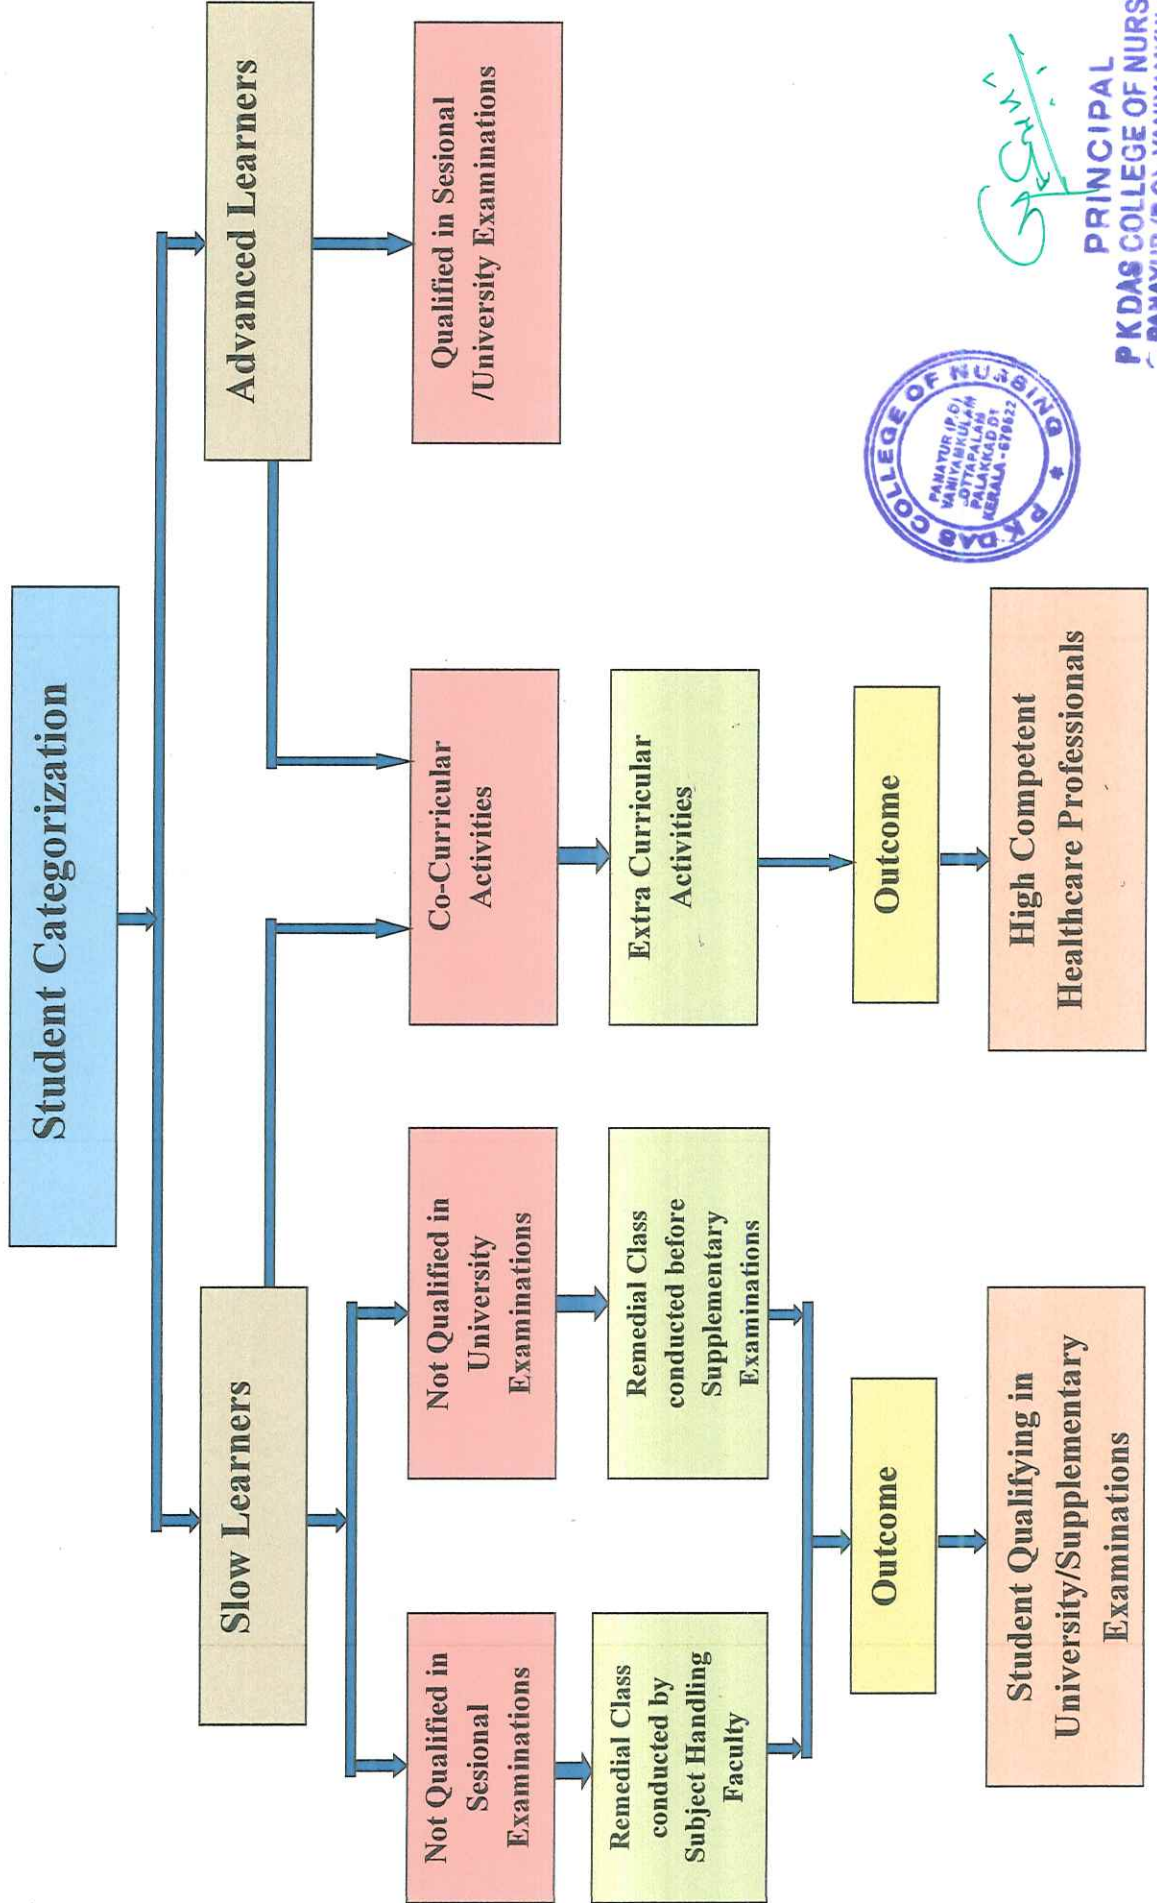 Student Categorization
Slow Learners
Advanced Learners
Not Qualified in
Sesional
Examinations
Not Qualified in
University
Examinations
Co-Curricular
Activities
Qualified in Sesional
/University Examinations
Remedial Class
conducted by
Subject Handling
Faculty
Remedial Class
conducted before
Supplementary
Examinations
Extra Curricular
Activities
Outcome
Outcome
Student Qualifying in
University/Supplementary
Examinations
High Competent
Healthcare Professionals
P K DAS COLLEGE OF NURSING *
PANAYUR (P.O)
VANIYAMKULAM
OTTAPALAM
PALAKKAD DT
KERALA - 679522
PRINCIPAL
P K DAS COLLEGE OF NURS